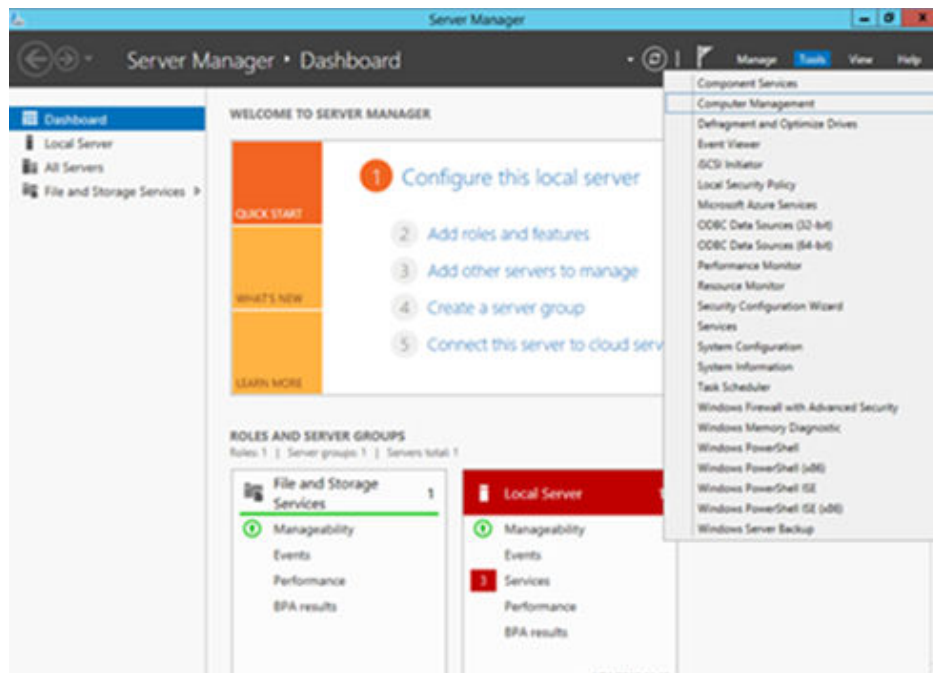 Server Manager
Server Manager • Dashboard
Manage Tools View Help
Dashboard
Local Server
All Servers
File and Storage Services
WELCOME TO SERVER MANAGER
QUICK START
WHAT'S NEW
LEARN MORE
1 Configure this local server
2 Add roles and features
3 Add other servers to manage
4 Create a server group
5 Connect this server to cloud serv
ROLES AND SERVER GROUPS
Roles: 1 | Server groups: 1 | Servers total: 1
File and Storage Services 1
Manageability
Events
Performance
BPA results
Local Server 1
Manageability
Events
3 Services
Performance
BPA results
Component Services
Computer Management
Defragment and Optimize Drives
Event Viewer
iSCSI Initiator
Local Security Policy
Microsoft Azure Services
ODBC Data Sources (32-bit)
ODBC Data Sources (64-bit)
Performance Monitor
Resource Monitor
Security Configuration Wizard
Services
System Configuration
System Information
Task Scheduler
Windows Firewall with Advanced Security
Windows Memory Diagnostic
Windows PowerShell
Windows PowerShell (x86)
Windows PowerShell ISE
Windows PowerShell ISE (x86)
Windows Server Backup